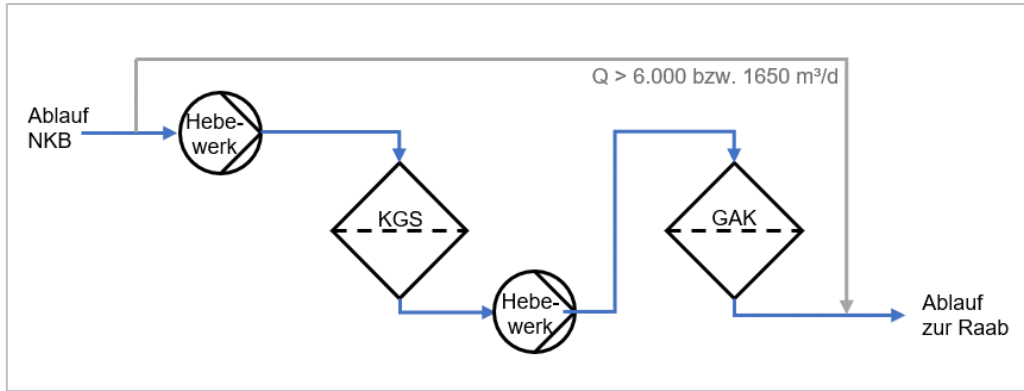 Q > 6.000 bzw. 1650 m³/d
Ablauf
NKB
Hebe-
werk
KGS
GAK
Hebe-
werk
Ablauf
zur Raab